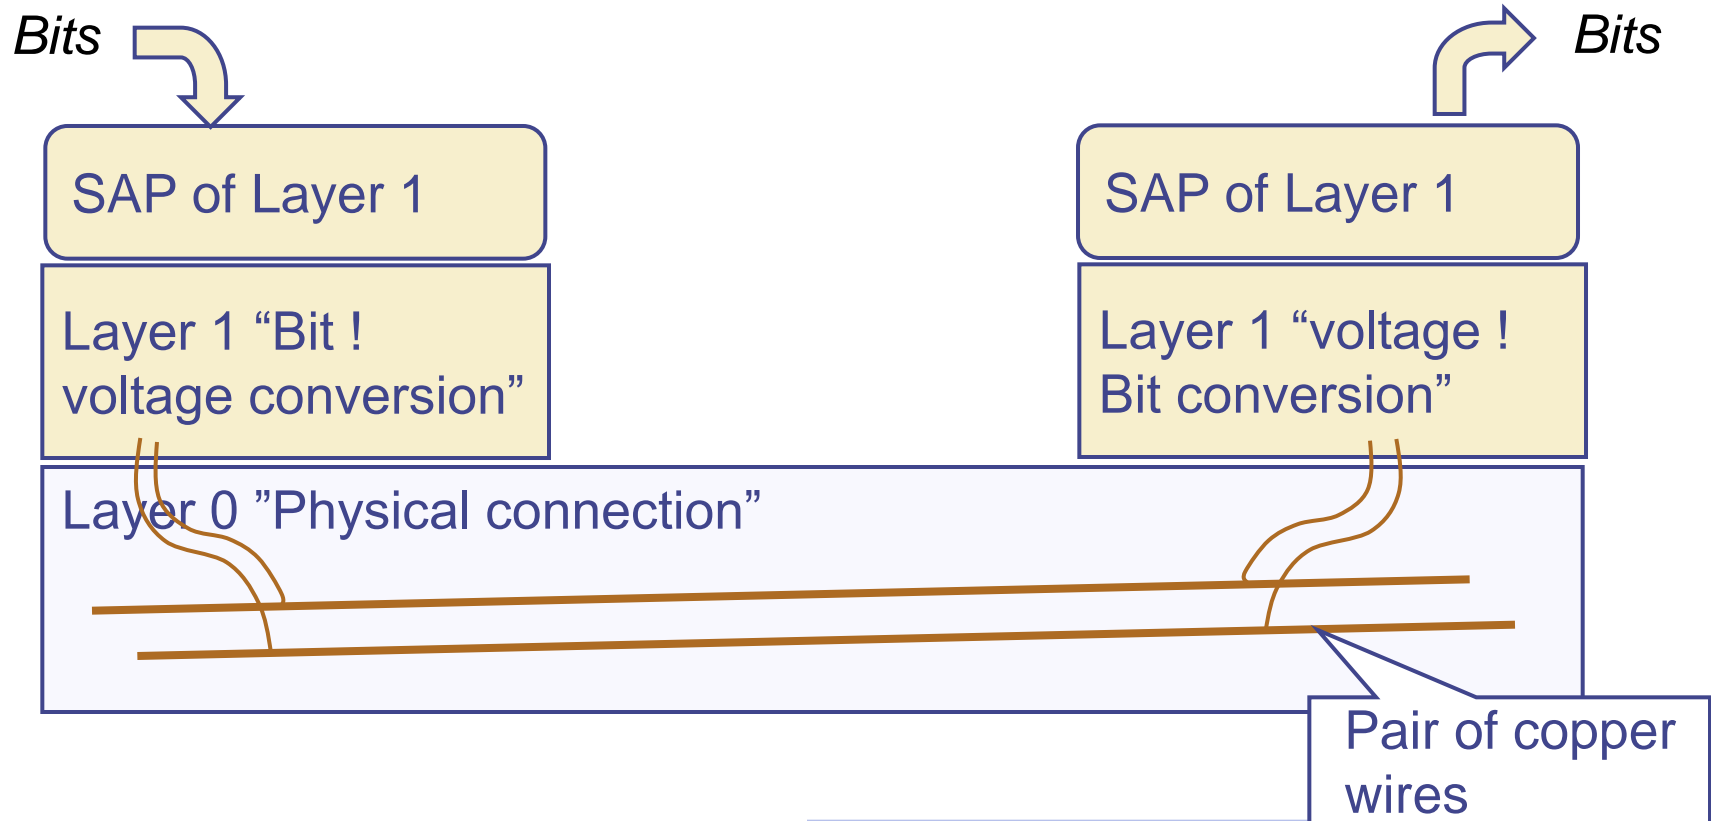 Bits
Bits
SAP of Layer 1
SAP of Layer 1
Layer 1 “Bit !
voltage conversion”
Layer 1 “voltage !
Bit conversion”
Layer 0 ”Physical connection”
Pair of copper
wires